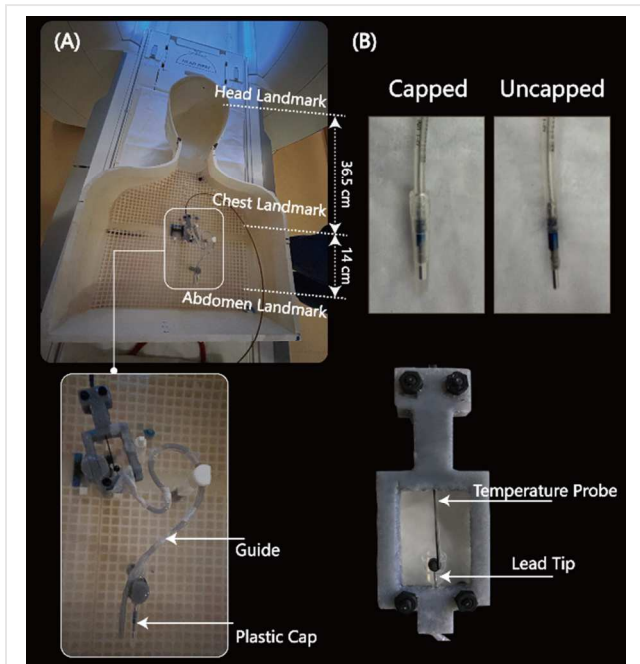 (A)
Head Landmark
36.5 cm
Chest Landmark
14 cm
Abdomen Landmark
Guide
Plastic Cap
(B)
Capped
Uncapped
Temperature Probe
Lead Tip